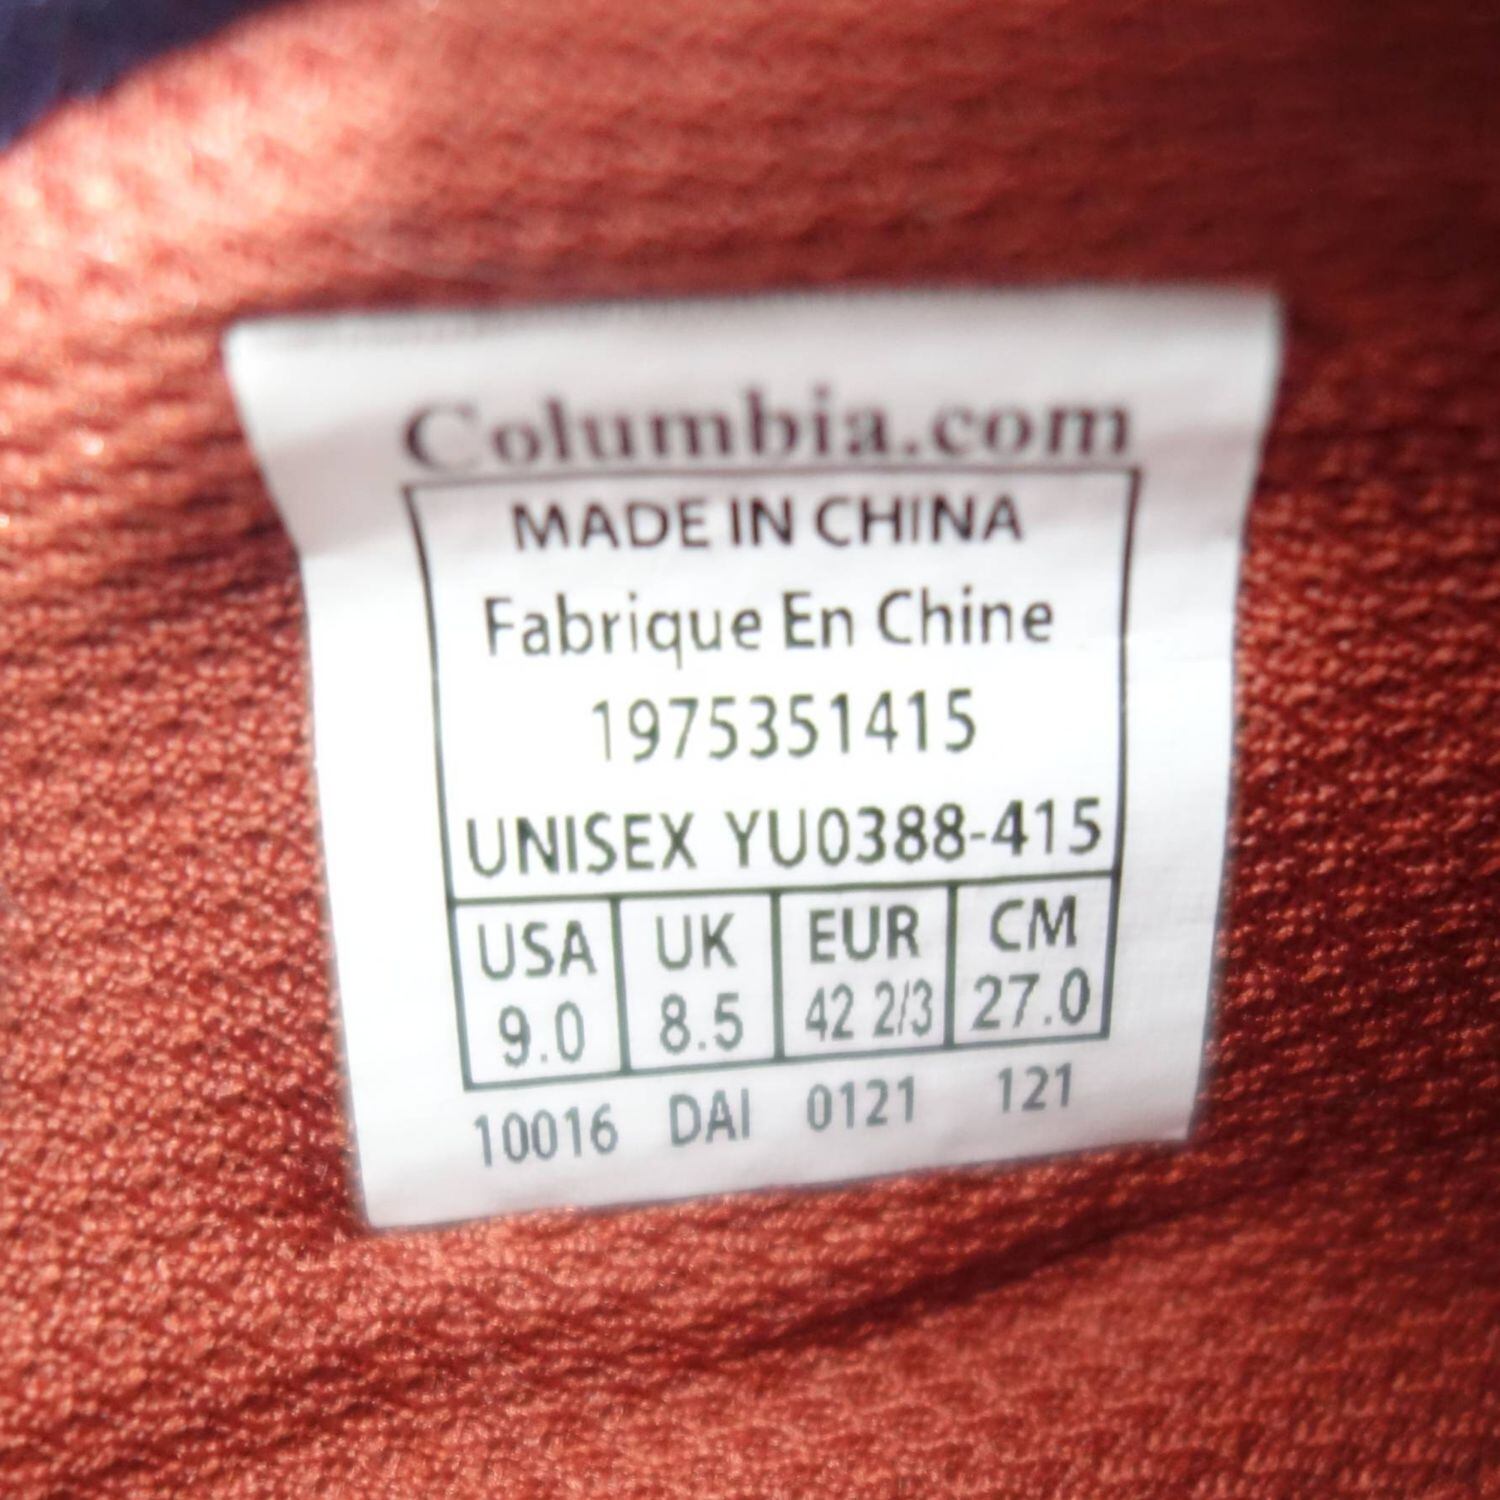 Columbia.com
MADE IN CHINA
Fabrique En Chine
1975351415
UNISEX YU0388-415
USA UK EUR CM
9.0 8.5 42 2/3 27.0
10016 DAI 0121 121